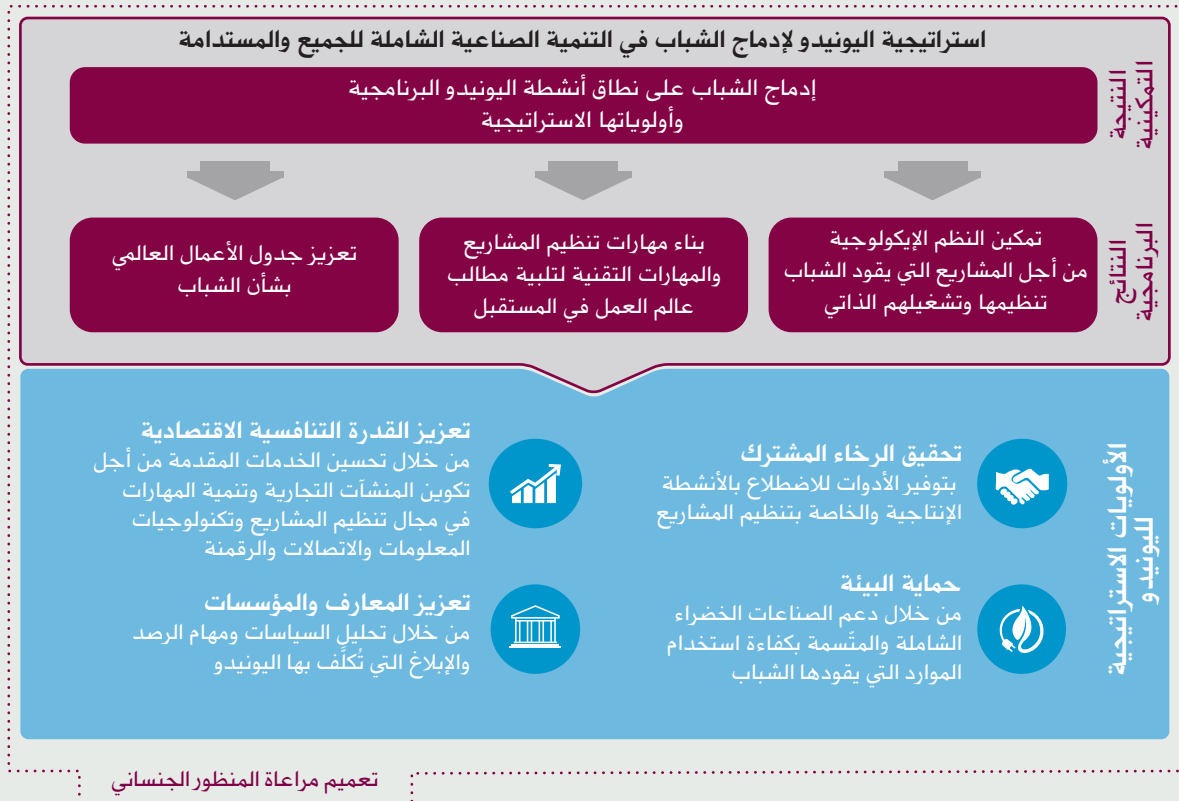 استراتيجية اليونيدو لإدماج الشباب في التنمية الصناعية الشاملة للجميع والمستدامة
النتيجة
التمكينية
إدماج الشباب على نطاق أنشطة اليونيدو البرنامجية
وأولوياتها الاستراتيجية
النتائج
البرنامجية
تمكين النظم الإيكولوجية
من أجل المشاريع التي يقود الشباب
تنظيمها وتشغيلهم الذاتي
بناء مهارات تنظيم المشاريع
والمهارات التقنية لتلبية مطالب
عالم العمل في المستقبل
تعزيز جدول الأعمال العالمي
بشأن الشباب
الأولويات الاستراتيجية
لليونيدو
تحقيق الرخاء المشترك
بتوفير الأدوات للاضطلاع بالأنشطة
الإنتاجية والخاصة بتنظيم المشاريع
تعزيز القدرة التنافسية الاقتصادية
من خلال تحسين الخدمات المقدمة من أجل
تكوين المنشآت التجارية وتنمية المهارات
في مجال تنظيم المشاريع وتكنولوجيات
المعلومات والاتصالات والرقمنة
حماية البيئة
من خلال دعم الصناعات الخضراء
الشاملة والمتّسمة بكفاءة استخدام
الموارد التي يقودها الشباب
تعزيز المعارف والمؤسسات
من خلال تحليل السياسات ومهام الرصد
والإبلاغ التي تُكلَّف بها اليونيدو
تعميم مراعاة المنظور الجنساني